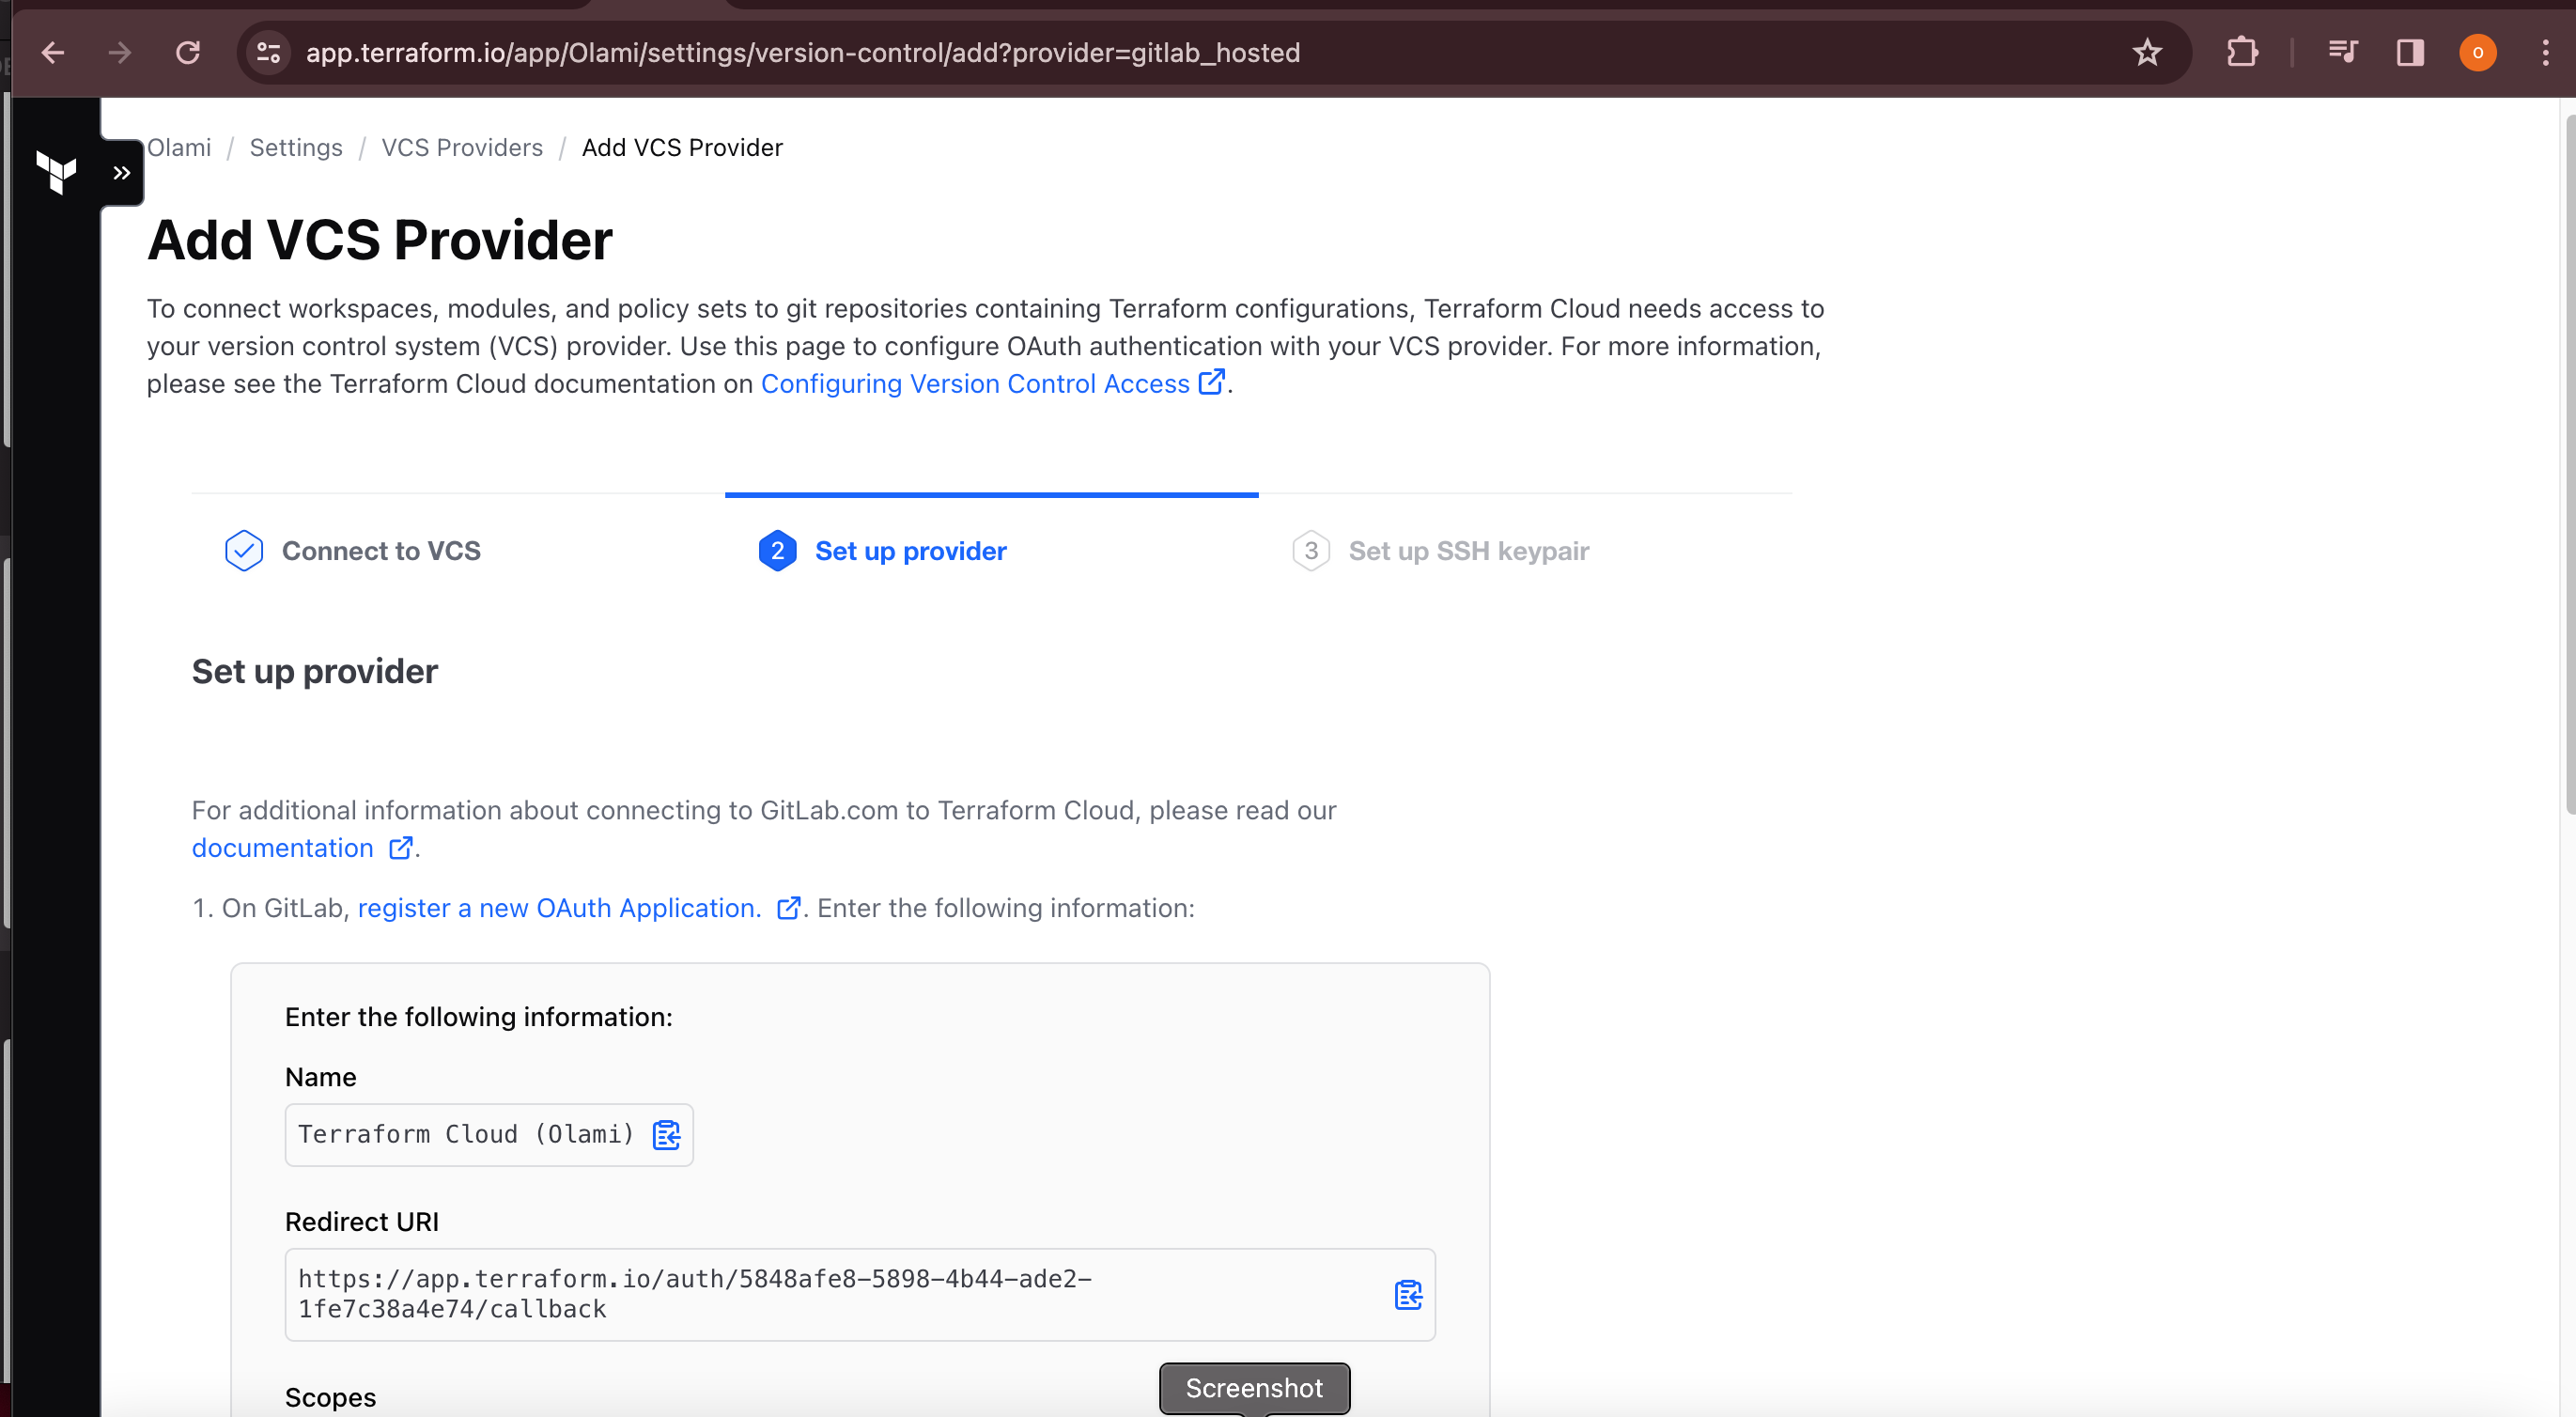 app.terraform.io/app/Olami/settings/version-control/add?provider=gitlab_hosted
o
Olami / Settings / VCS Providers / Add VCS Provider
Add VCS Provider
To connect workspaces, modules, and policy sets to git repositories containing Terraform configurations, Terraform Cloud needs access to
your version control system (VCS) provider. Use this page to configure OAuth authentication with your VCS provider. For more information,
please see the Terraform Cloud documentation on Configuring Version Control Access.
Connect to VCS
2 Set up provider
3 Set up SSH keypair
Set up provider
For additional information about connecting to GitLab.com to Terraform Cloud, please read our
documentation .
1. On GitLab, register a new OAuth Application. . Enter the following information:
Enter the following information:
Name
Terraform Cloud (Olami)
Redirect URI
https://app.terraform.io/auth/5848afe8-5898-4b44-ade2-
1fe7c38a4e74/callback
Scopes
Screenshot